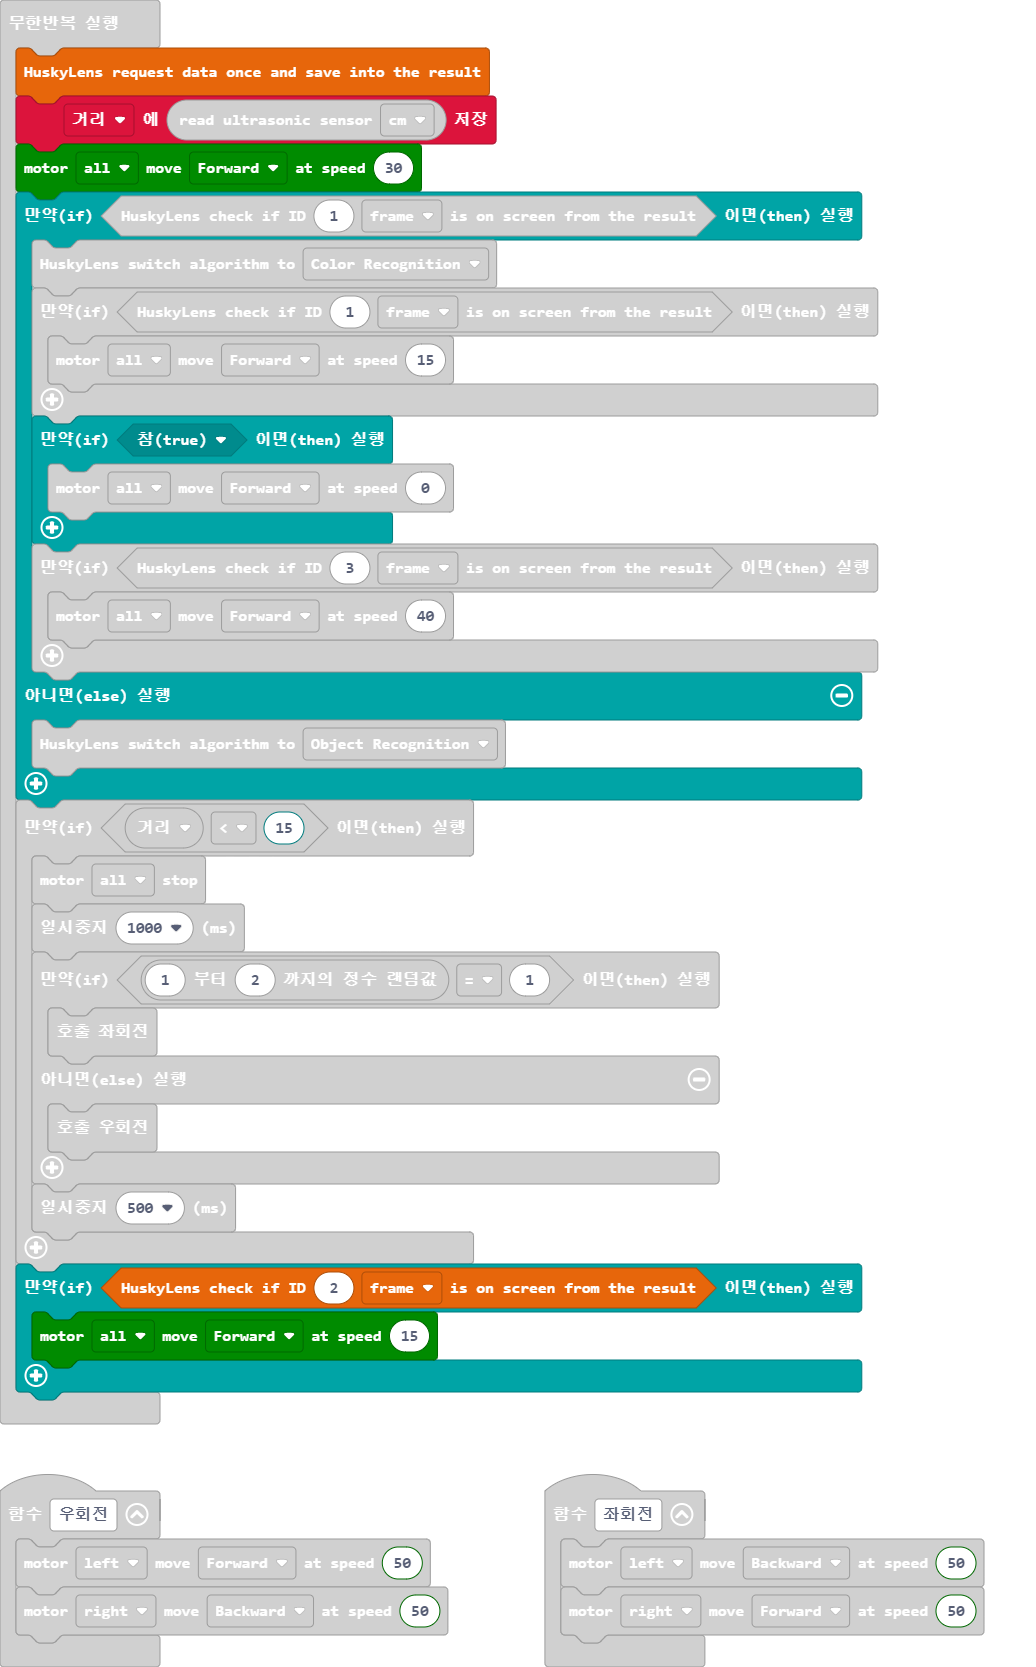 무한반복 실행
HuskyLens request data once and save into the result
거리 에 read ultrasonic sensor cm 저장
motor all move Forward at speed 30
만약(if) HuskyLens check if ID 1 frame is on screen from the result 이면(then) 실행
HuskyLens switch algorithm to Color Recognition
만약(if) HuskyLens check if ID 1 frame is on screen from the result 이면(then) 실행
motor all move Forward at speed 15
만약(if) 참(true) 이면(then) 실행
motor all move Forward at speed 0
만약(if) HuskyLens check if ID 3 frame is on screen from the result 이면(then) 실행
motor all move Forward at speed 40
아니면(else) 실행
HuskyLens switch algorithm to Object Recognition
만약(if) 거리 < 15 이면(then) 실행
motor all stop
일시중지 1000 (ms)
만약(if) 1 부터 2 까지의 정수 랜덤값 = 1 이면(then) 실행
호출 좌회전
아니면(else) 실행
호출 우회전
일시중지 500 (ms)
만약(if) HuskyLens check if ID 2 frame is on screen from the result 이면(then) 실행
motor all move Forward at speed 15
함수 우회전
motor left move Forward at speed 50
motor right move Backward at speed 50
함수 좌회전
motor left move Backward at speed 50
motor right move Forward at speed 50